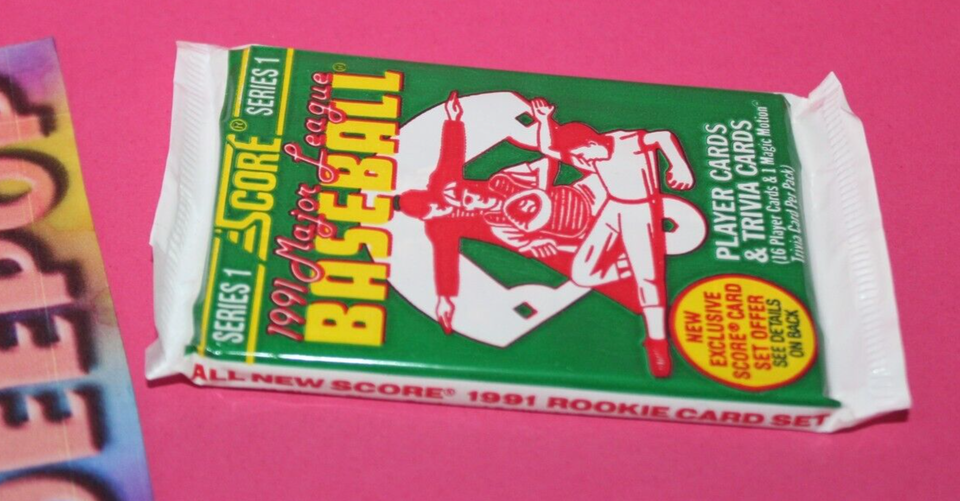 SERIES 1 SCORE® SERIES 1
1991 Major League
BASEBALL®
PLAYER CARDS
& TRIVIA CARDS
(16 Player Cards & 1 Magic Motion®
Trivia Card Per Pack)
NEW
EXCLUSIVE
SCORE® CARD
SET OFFER
SEE DETAILS
ON BACK
ALL NEW SCORE® 1991 ROOKIE CARD SET